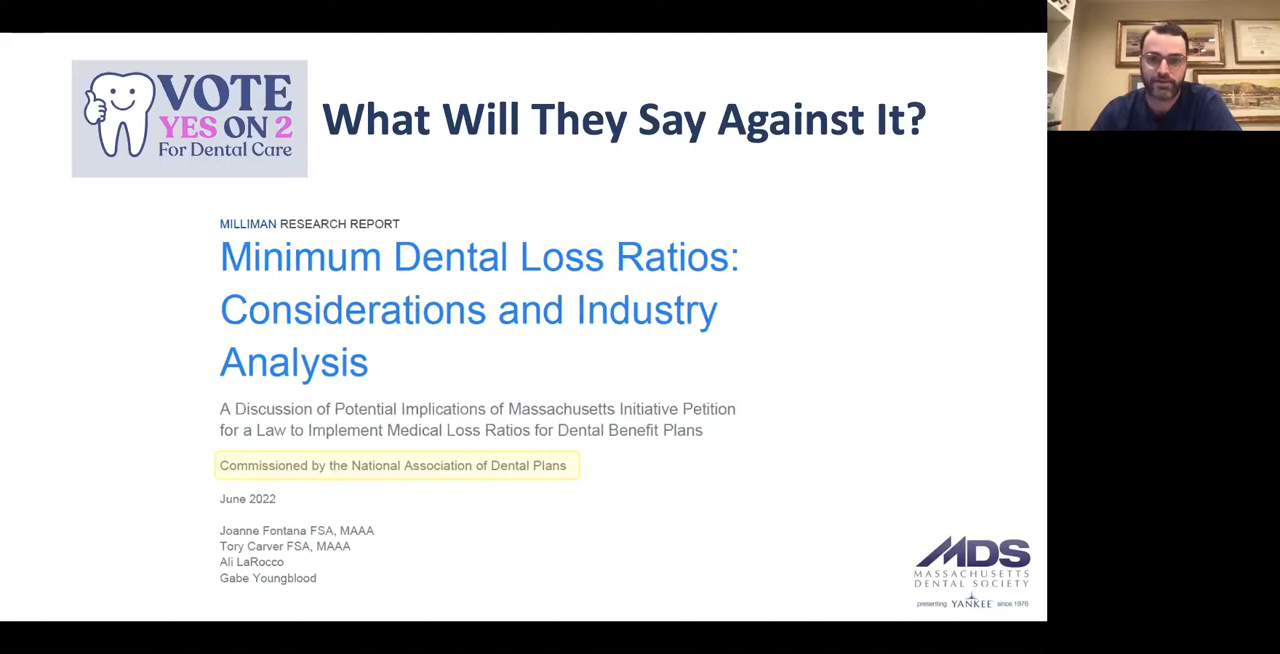 VOTE
YES ON 2
For Dental Care
What Will They Say Against It?
MILLIMAN RESEARCH REPORT
Minimum Dental Loss Ratios:
Considerations and Industry
Analysis
A Discussion of Potential Implications of Massachusetts Initiative Petition
for a Law to Implement Medical Loss Ratios for Dental Benefit Plans
Commissioned by the National Association of Dental Plans
June 2022
Joanne Fontana FSA, MAAA
Tory Carver FSA, MAAA
Ali LaRocco
Gabe Youngblood
MDS
MASSACHUSETTS
DENTAL SOCIETY
presenting YANKEE since 1976